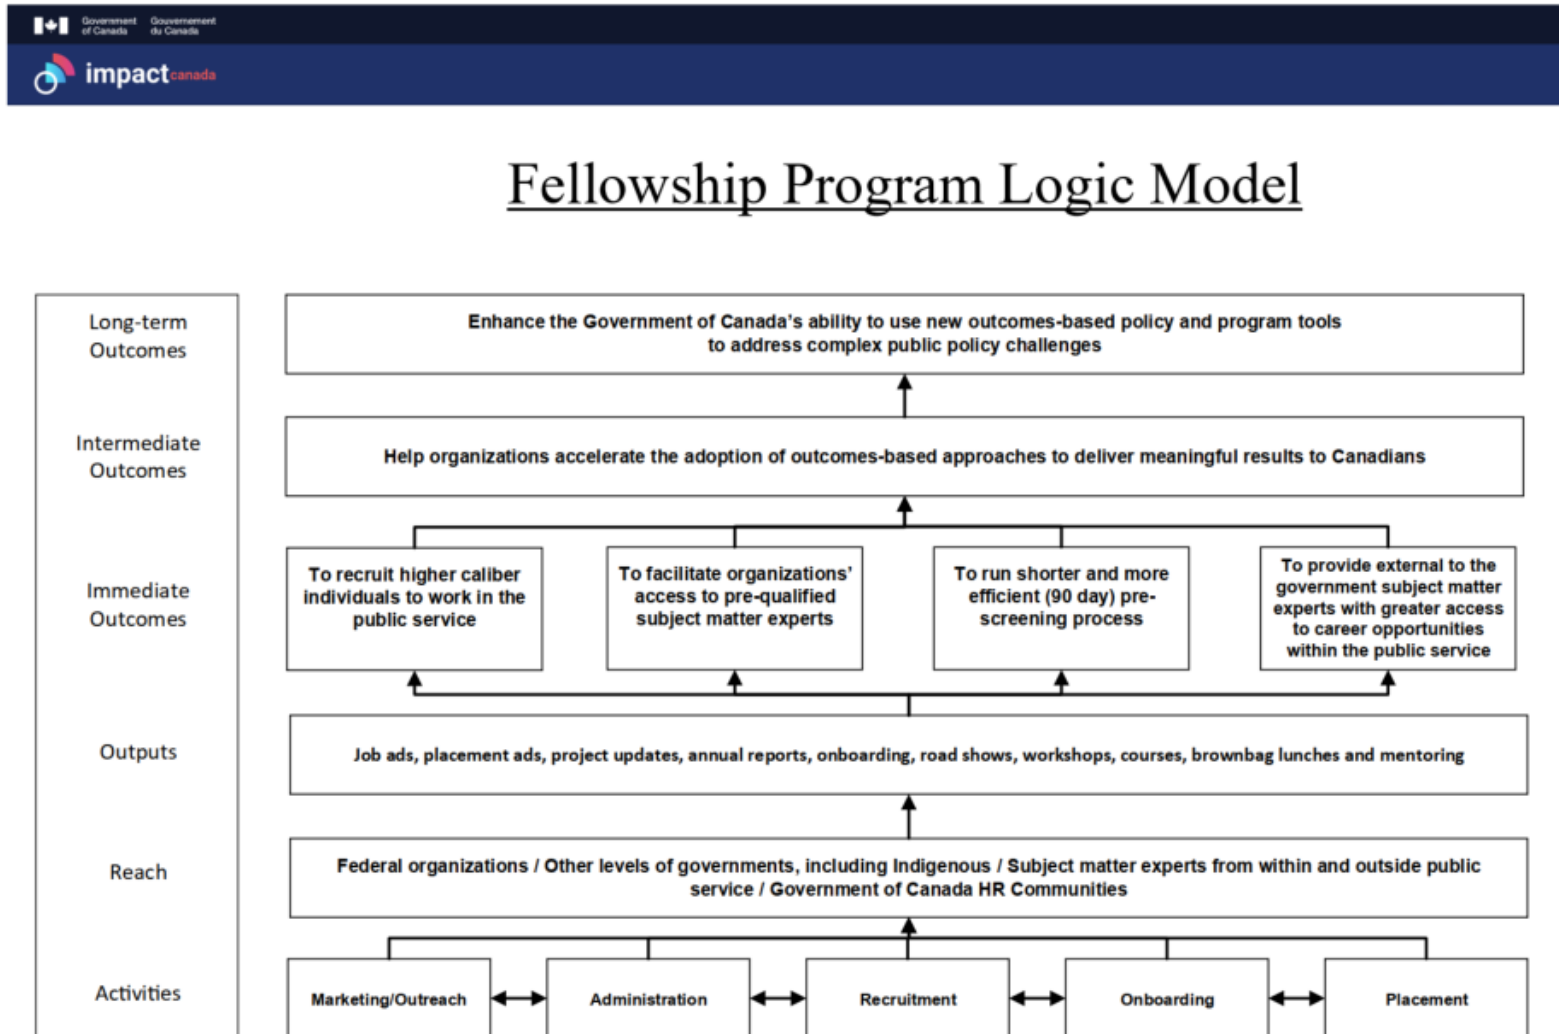 Government
of Canada
Gouvernement
du Canada
impactcanada
Fellowship Program Logic Model
Long-term
Outcomes
Enhance the Government of Canada's ability to use new outcomes-based policy and program tools
to address complex public policy challenges
Intermediate
Outcomes
Help organizations accelerate the adoption of outcomes-based approaches to deliver meaningful results to Canadians
Immediate
Outcomes
To recruit higher caliber
individuals to work in the
public service
To facilitate organizations'
access to pre-qualified
subject matter experts
To run shorter and more
efficient (90 day) pre-
screening process
To provide external to the
government subject matter
experts with greater access
to career opportunities
within the public service
Outputs
Job ads, placement ads, project updates, annual reports, onboarding, road shows, workshops, courses, brownbag lunches and mentoring
Reach
Federal organizations / Other levels of governments, including Indigenous / Subject matter experts from within and outside public
service / Government of Canada HR Communities
Activities
Marketing/Outreach
Administration
Recruitment
Onboarding
Placement